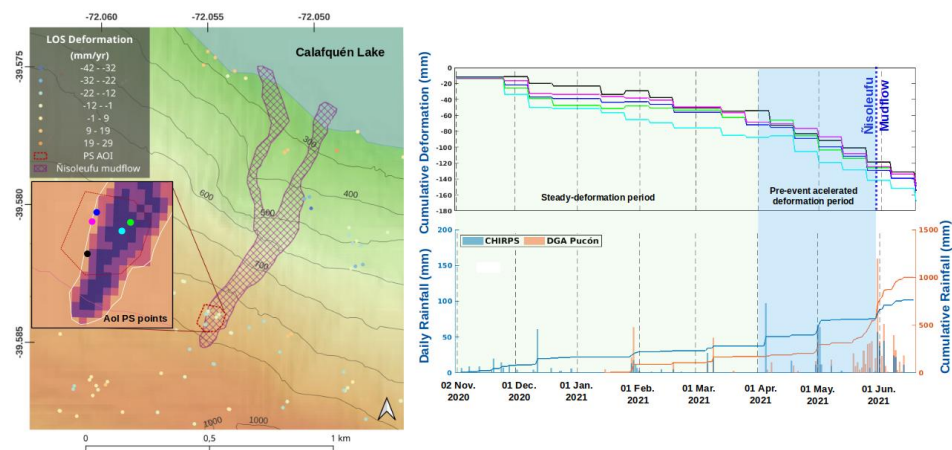 -72.060
-72.055
-72.050
LOS Deformation
(mm/yr)
-42 - -32
-32 - -22
-22 - -12
-12 - -1
-1 - 9
9 - 19
19 - 29
PS AOI
Ñisoleufu mudflow
Calafquén Lake
-39.575
-39.580
-39.585
300
400
500
600
700
1000
1000
AoI PS points
0
0,5
1 km
Cumulative Deformation (mm)
0
-20
-40
-60
-80
-100
-120
-140
-160
-180
Steady-deformation period
Pre-event acelerated
deformation period
Ñisoleufu
Mudflow
Daily Rainfall (mm)
200
150
100
50
0
CHIRPS
DGA Pucón
1500
1000
500
0
Cumulative Rainfall (mm)
02 Nov.
2020
01 Dec.
2020
01 Jan.
2021
01 Feb.
2021
01 Mar.
2021
01 Apr.
2021
01 May.
2021
01 Jun.
2021